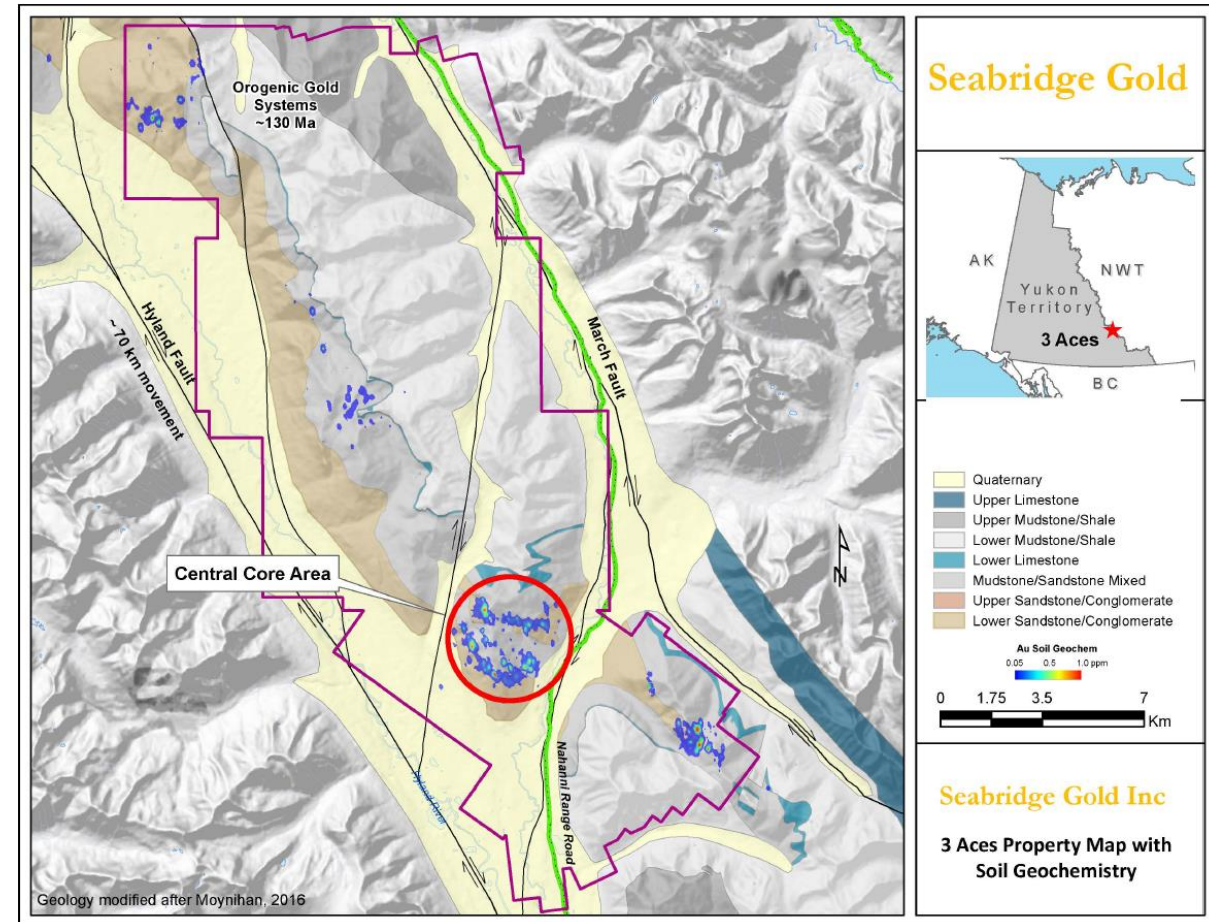 Orogenic Gold
Systems
~130 Ma
Hyland Fault
~ 70 km movement
March Fault
Central Core Area
N
Nahanni Range Road
Hyland River
Geology modified after Moynihan, 2016
Seabridge Gold
AK
NWT
Yukon
Territory
3 Aces
BC
Quaternary
Upper Limestone
Upper Mudstone/Shale
Lower Mudstone/Shale
Lower Limestone
Mudstone/Sandstone Mixed
Upper Sandstone/Conglomerate
Lower Sandstone/Conglomerate
Au Soil Geochem
0.05 0.5 1.0 ppm
0 1.75 3.5 7
Km
Seabridge Gold Inc
3 Aces Property Map with
Soil Geochemistry